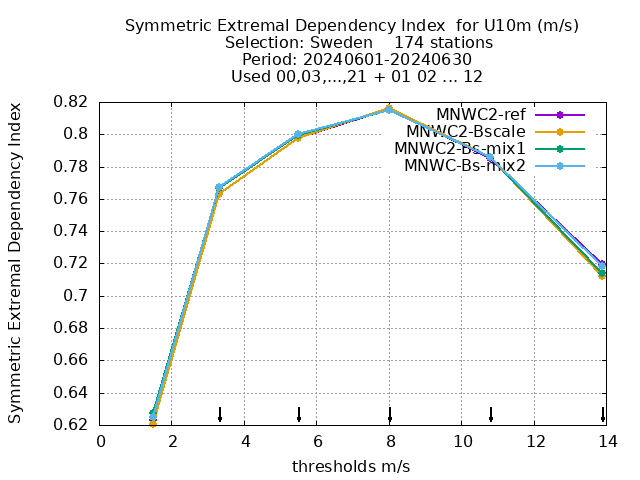 Symmetric Extremal Dependency Index  for U10m (m/s)
Selection: Sweden    174 stations
Period: 20240601-20240630
Used 00,03,...,21 + 01 02 ... 12
Symmetric Extremal Dependency Index
0.82
0.8
0.78
0.76
0.74
0.72
0.7
0.68
0.66
0.64
0.62
MNWC2-ref
MNWC2-Bscale
MNWC2-Bs-mix1
MNWC-Bs-mix2
0 2 4 6 8 10 12 14
thresholds m/s